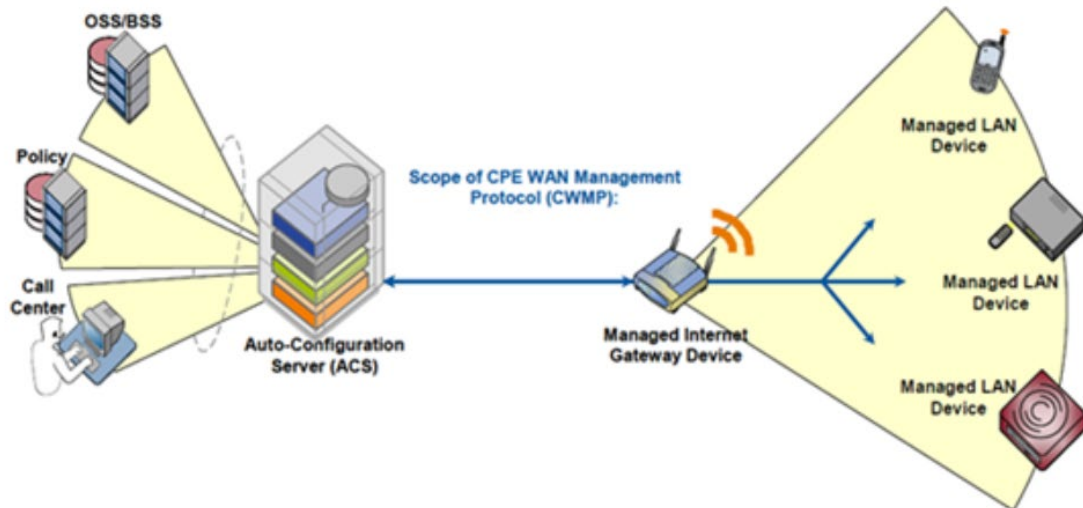 OSS/BSS
Policy
Call
Center
Auto-Configuration
Server (ACS)
Scope of CPE WAN Management
Protocol (CWMP):
Managed Internet
Gateway Device
Managed LAN
Device
Managed LAN
Device
Managed LAN
Device